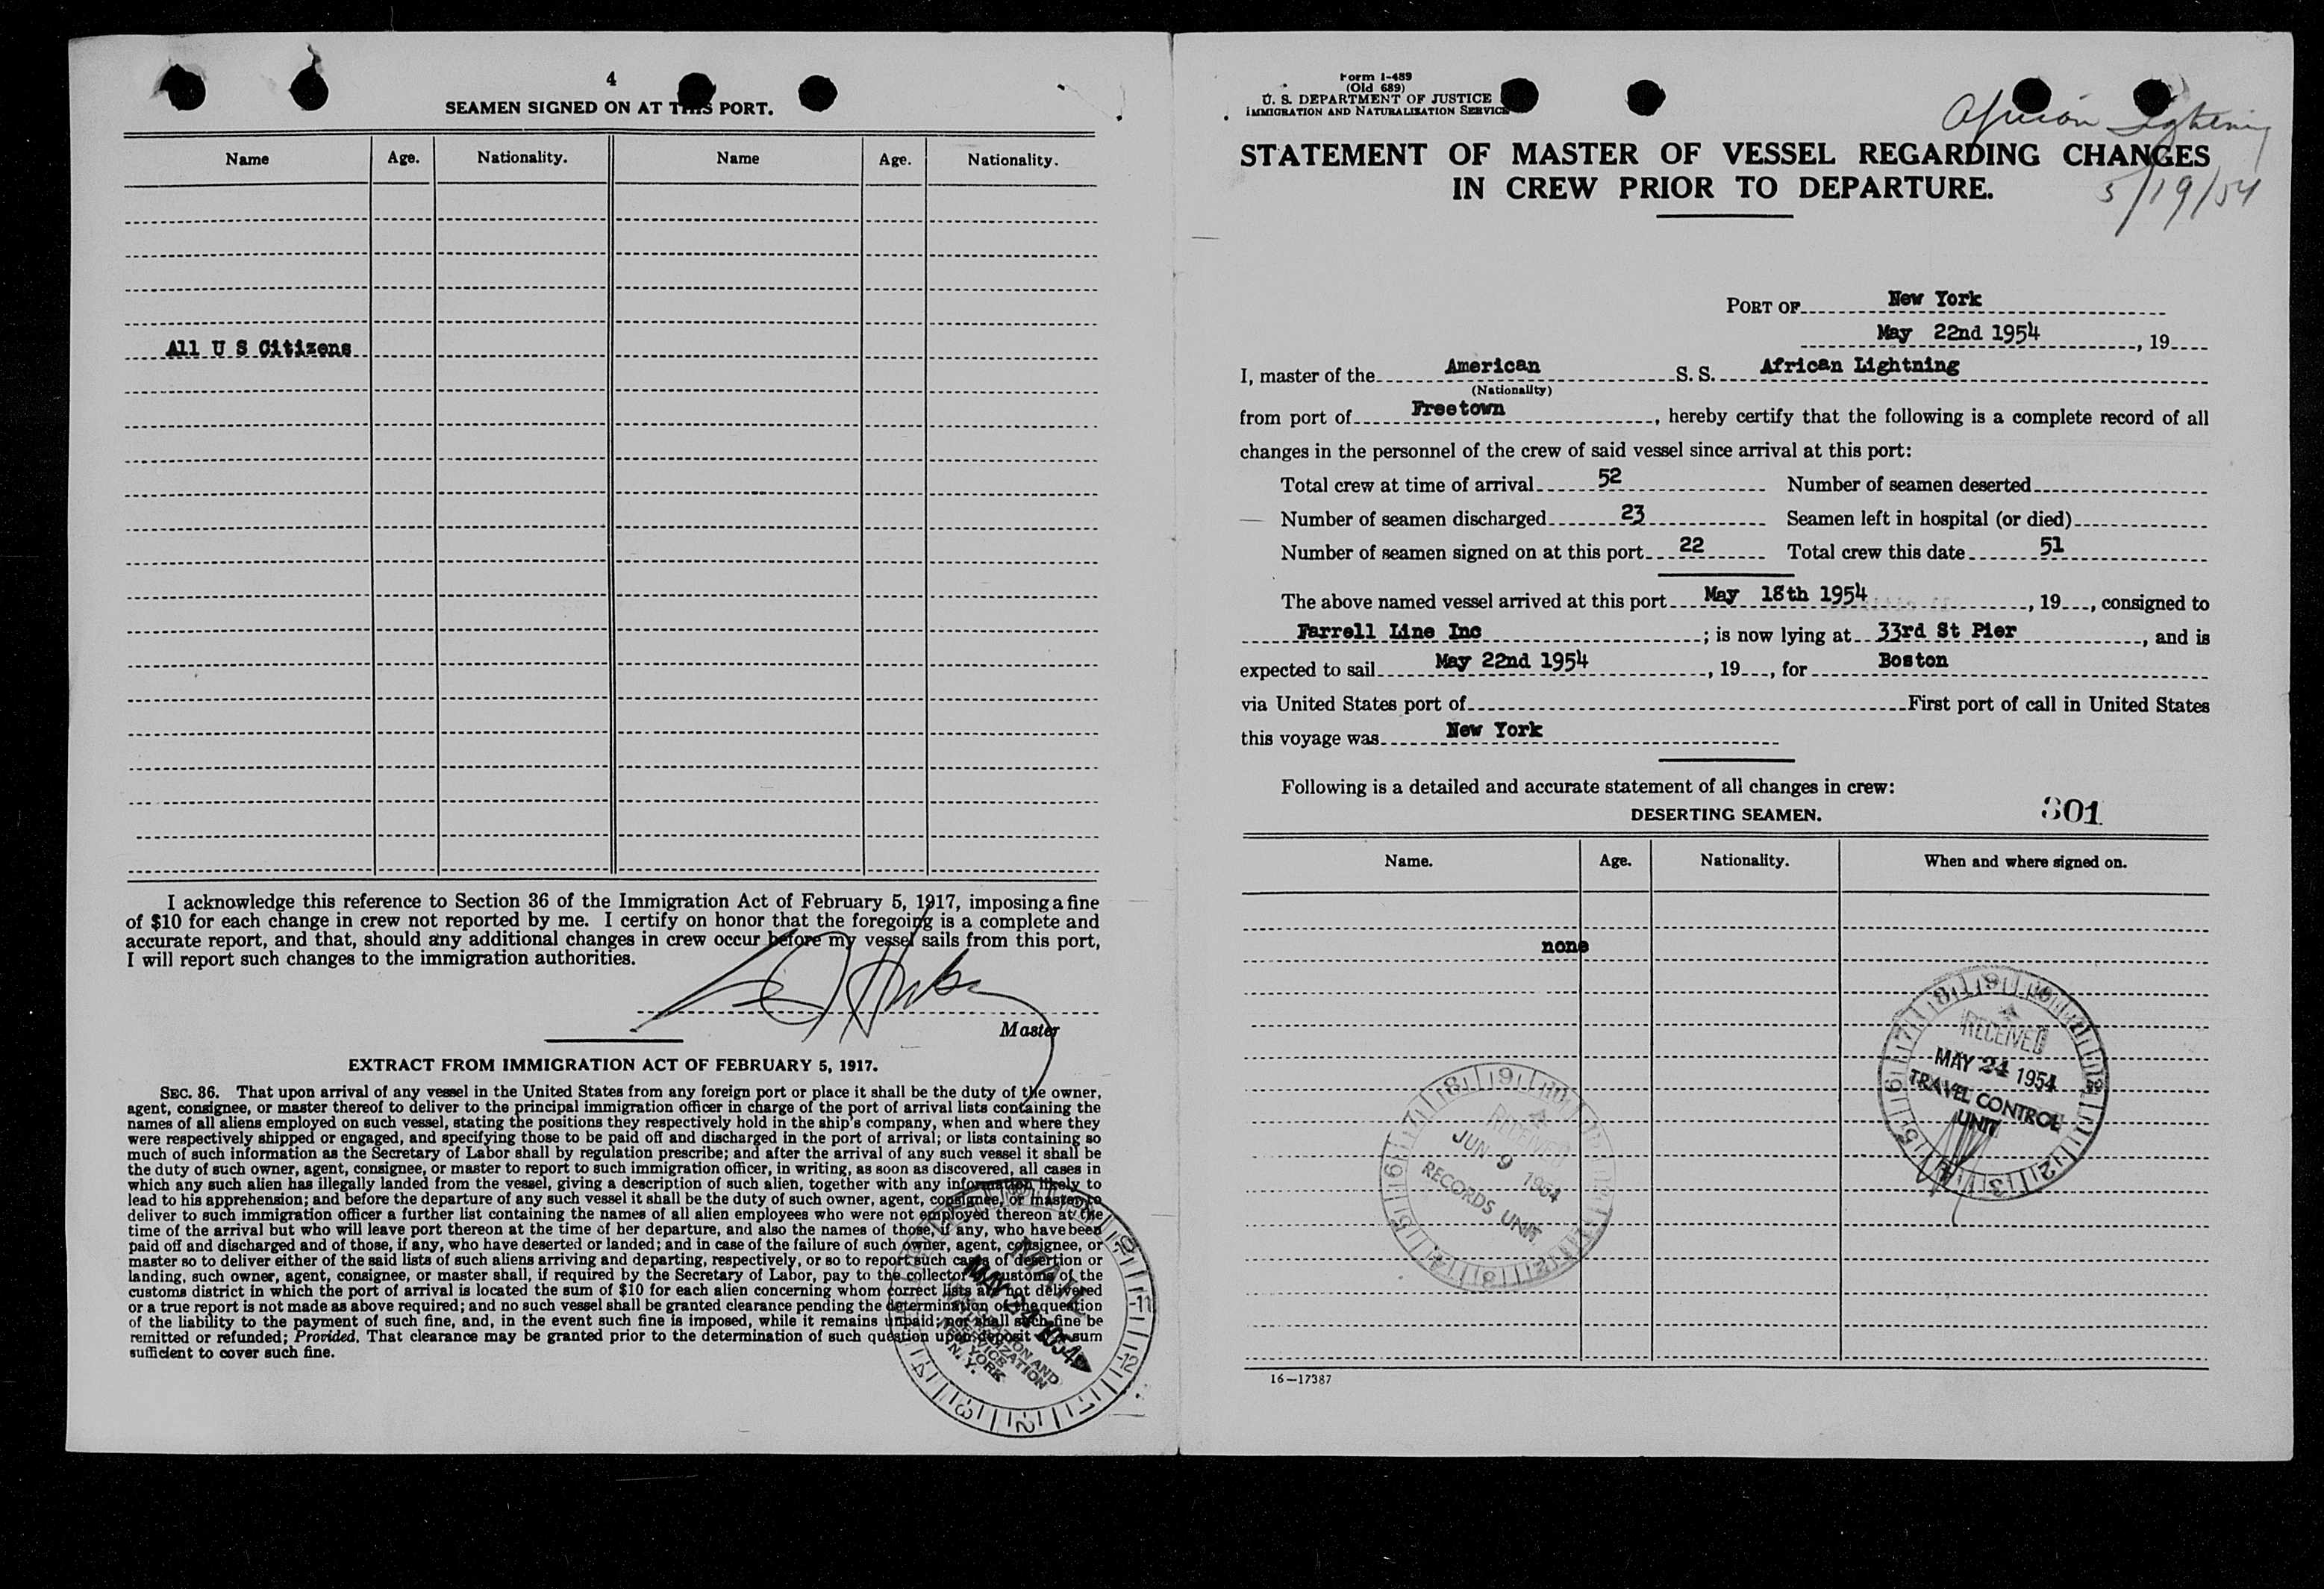 4
SEAMEN SIGNED ON AT THIS PORT.
Name Age. Nationality. Name Age. Nationality.
All U S Citizens
I acknowledge this reference to Section 36 of the Immigration Act of February 5, 1917, imposing a fine
of $10 for each change in crew not reported by me. I certify on honor that the foregoing is a complete and
accurate report, and that, should any additional changes in crew occur before my vessel sails from this port,
I will report such changes to the immigration authorities.
Master
EXTRACT FROM IMMIGRATION ACT OF FEBRUARY 5, 1917.
SEC. 36. That upon arrival of any vessel in the United States from any foreign port or place it shall be the duty of the owner,
agent, consignee, or master thereof to deliver to the principal immigration officer in charge of the port of arrival lists containing the
names of all aliens employed on such vessel, stating the positions they respectively hold in the ship's company, when and where they
were respectively shipped or engaged, and specifying those to be paid off and discharged in the port of arrival; or lists containing so
much of such information as the Secretary of Labor shall by regulation prescribe; and after the arrival of any such vessel it shall be
the duty of such owner, agent, consignee, or master to report to such immigration officer, in writing, as soon as discovered, all cases in
which any such alien has illegally landed from the vessel, giving a description of such alien, together with any information likely to
lead to his apprehension; and before the departure of any such vessel it shall be the duty of such owner, agent, consignee, or master to
deliver to such immigration officer a further list containing the names of all alien employees who were not employed thereon at the
time of the arrival but who will leave port thereon at the time of her departure, and also the names of those, if any, who have been
paid off and discharged and of those, if any, who have deserted or landed; and in case of the failure of such owner, agent, consignee, or
master so to deliver either of the said lists of such aliens arriving and departing, respectively, or so to report such cases of desertion or
landing, such owner, agent, consignee, or master shall, if required by the Secretary of Labor, pay to the collector of customs of the
customs district in which the port of arrival is located the sum of $10 for each alien concerning whom correct lists are not delivered
or a true report is not made as above required; and no such vessel shall be granted clearance pending the determination of the question
of the liability to the payment of such fine, and, in the event such fine is imposed, while it remains unpaid; nor shall such fine be
remitted or refunded; Provided, That clearance may be granted prior to the determination of such question upon deposit of a sum
sufficient to cover such fine.
MAIL
MAY 24 1954
IMMIGRATION AND
NATURALIZATION
SERVICE
NEW YORK
N. Y.
Form I-489
(Old 689)
U. S. DEPARTMENT OF JUSTICE
IMMIGRATION AND NATURALIZATION SERVICE
African Lightning
5/19/54
STATEMENT OF MASTER OF VESSEL REGARDING CHANGES
IN CREW PRIOR TO DEPARTURE.
PORT OF New York
May 22nd 1954, 19
I, master of the American S. S. African Lightning
(Nationality)
from port of Freetown, hereby certify that the following is a complete record of all
changes in the personnel of the crew of said vessel since arrival at this port:
Total crew at time of arrival 52 Number of seamen deserted
Number of seamen discharged 23 Seamen left in hospital (or died)
Number of seamen signed on at this port 22 Total crew this date 51
The above named vessel arrived at this port May 18th 1954, 19, consigned to
Farrell Line Inc; is now lying at 33rd St Pier, and is
expected to sail May 22nd 1954, 19, for Boston
via United States port of First port of call in United States
this voyage was New York
Following is a detailed and accurate statement of all changes in crew:
DESERTING SEAMEN.
301
Name. Age. Nationality. When and where signed on.
none
RECEIVED
MAY 24 1954
TRAVEL CONTROL
UNIT
RECEIVED
JUN 9 1954
RECORDS UNIT
16—17387